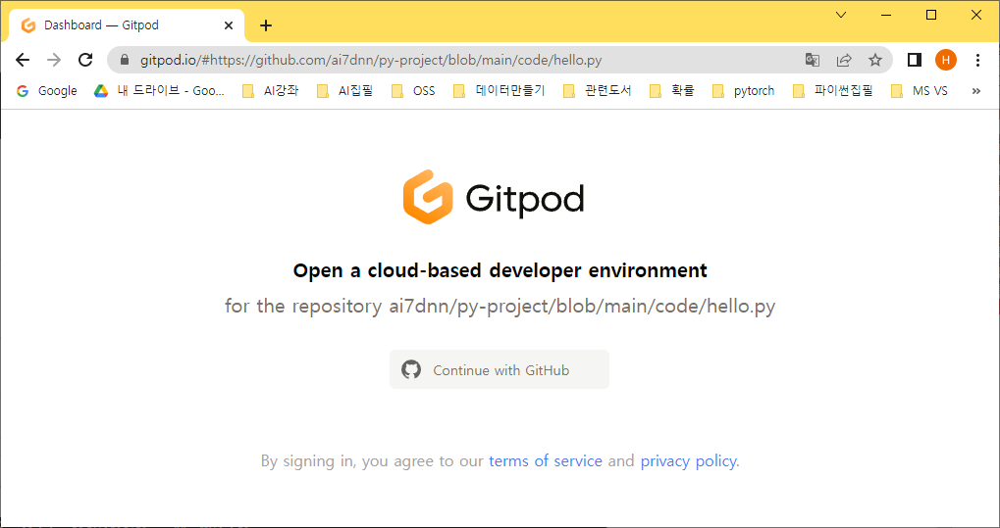 Dashboard — Gitpod
gitpod.io/#https://github.com/ai7dnn/py-project/blob/main/code/hello.py
H
Google 내 드라이브 - Goo... AI강좌 AI집필 OSS 데이터만들기 관련도서 확률 pytorch 파이썬집필 MS VS »
Gitpod
Open a cloud-based developer environment
for the repository ai7dnn/py-project/blob/main/code/hello.py
Continue with GitHub
By signing in, you agree to our terms of service and privacy policy.